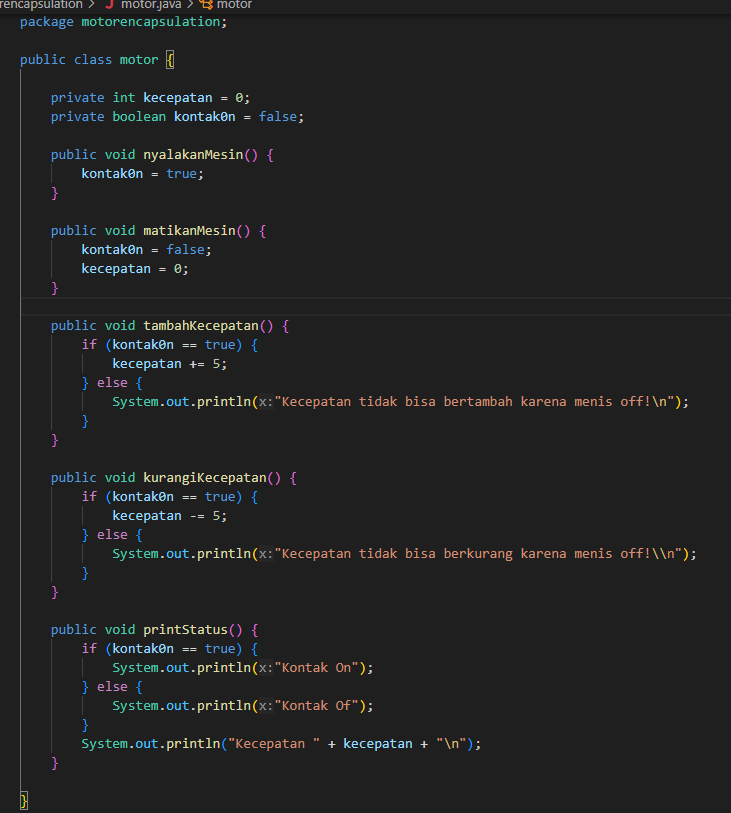 rencapsulation > J motor.java > motor
package motorencapsulation;
public class motor {
private int kecepatan = 0;
private boolean kontak0n = false;
public void nyalakanMesin() {
kontak0n = true;
}
public void matikanMesin() {
kontak0n = false;
kecepatan = 0;
}
public void tambahKecepatan() {
if (kontak0n == true) {
kecepatan += 5;
} else {
System.out.println(x:"Kecepatan tidak bisa bertambah karena menis off!\n");
}
}
public void kurangiKecepatan() {
if (kontak0n == true) {
kecepatan -= 5;
} else {
System.out.println(x:"Kecepatan tidak bisa berkurang karena menis off!\\n");
}
}
public void printStatus() {
if (kontak0n == true) {
System.out.println(x:"Kontak On");
} else {
System.out.println(x:"Kontak Of");
}
System.out.println("Kecepatan " + kecepatan + "\n");
}
}